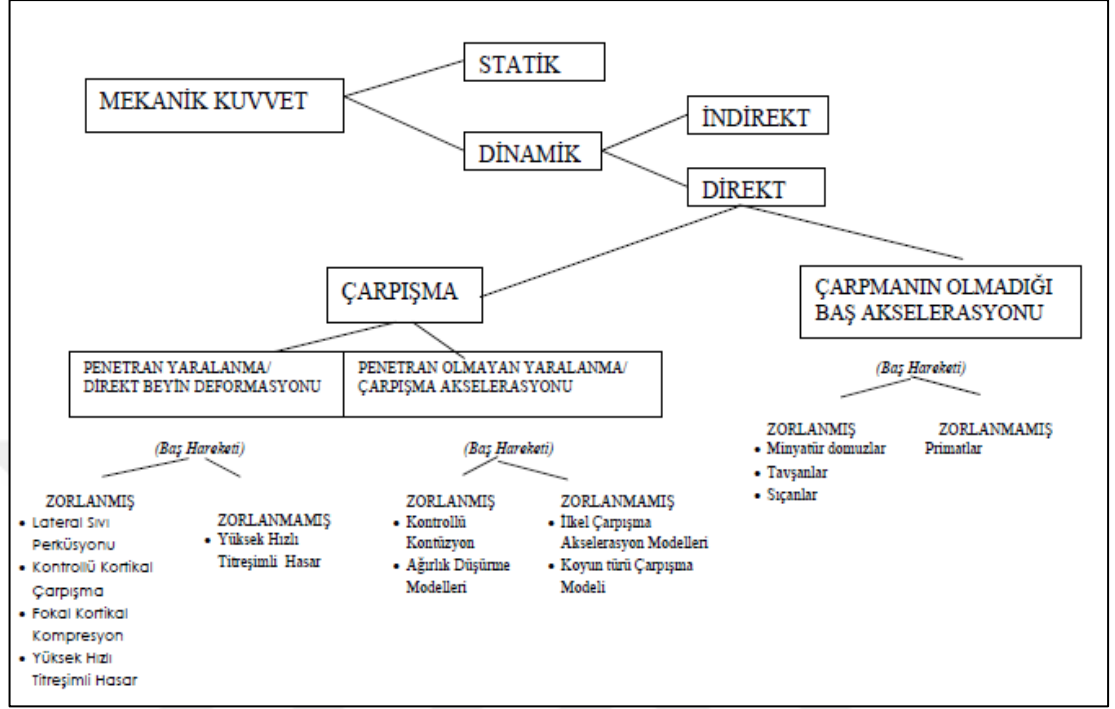 STATİK
MEKANİK KUVVET
İNDİREKT
DİNAMİK
DİREKT
ÇARPIŞMA
ÇARPMANIN OLMADIĞI
BAŞ AKSELERASYONU
PENETRAN YARALANMA/
DİREKT BEYİN DEFORMASYONU
PENETRAN OLMAYAN YARALANMA/
ÇARPIŞMA AKSELERASYONU
(Baş Hareketi)
ZORLANMIŞ
• Lateral Sıvı
Perküsyonu
• Kontrollü Kortikal
Çarpışma
• Fokal Kortikal
Kompresyon
• Yüksek Hızlı
Titreşimli Hasar
ZORLANMAMIŞ
• Yüksek Hızlı
Titreşimli Hasar
(Baş Hareketi)
ZORLANMIŞ
• Kontrollü
Kontüzyon
• Ağırlık Düşürme
Modelleri
ZORLANMAMIŞ
• İlkel Çarpışma
Akselerasyon Modelleri
• Koyun türü Çarpışma
Modeli
(Baş Hareketi)
ZORLANMIŞ
• Minyatür domuzlar
• Tavşanlar
• Sıçanlar
ZORLANMAMIŞ
Primatlar